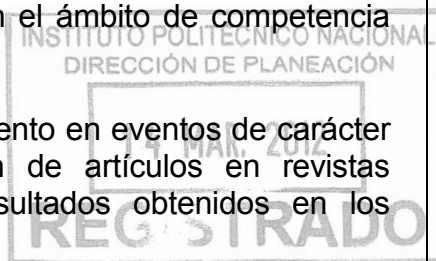 n el ámbito de competencia
INSTITUTO POLITÉCNICO NACIONAL
DIRECCIÓN DE PLANEACIÓN
ento en eventos de carácter
14 MAR. 2012
n de artículos en revistas
sultados obtenidos en los
REGISTRADO